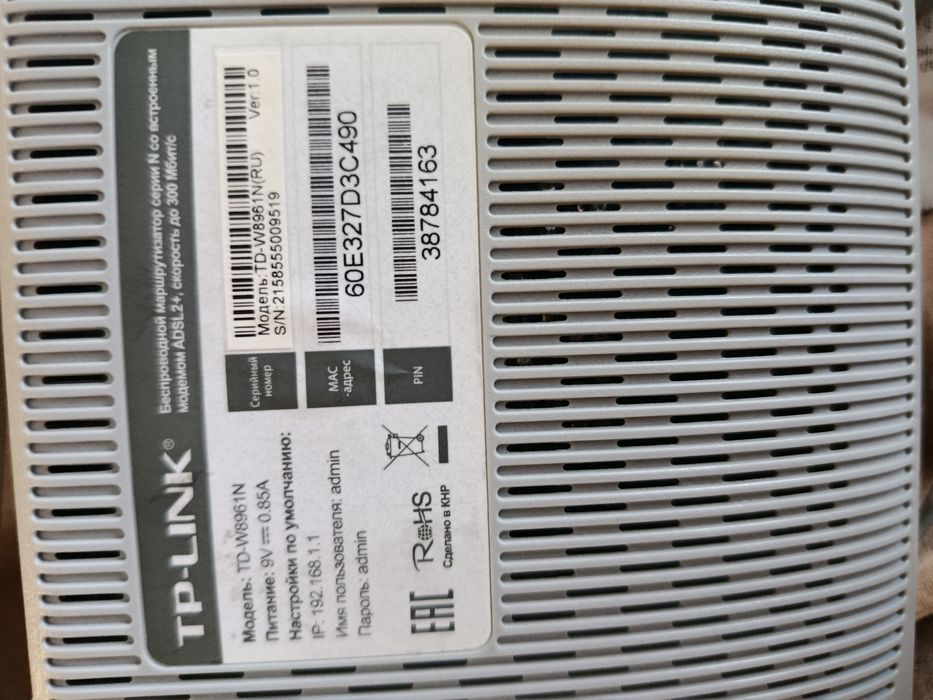 TP-LINK®
Беспроводной маршрутизатор серии N со встроенным
модемом ADSL2+, скорость до 300 Мбит/с
Модель: TD-W8961N
Питание: 9V 0.85A
Настройки по умолчанию:
IP: 192.168.1.1
Имя пользователя: admin
Пароль: admin
EAC
RoHS
Сделано в КНР
Серийный
номер
Модель:TD-W8961N(RU) Ver:1.0
S/N:2158555009519
MAC
-адрес
60E327D3C490
PIN
38784163